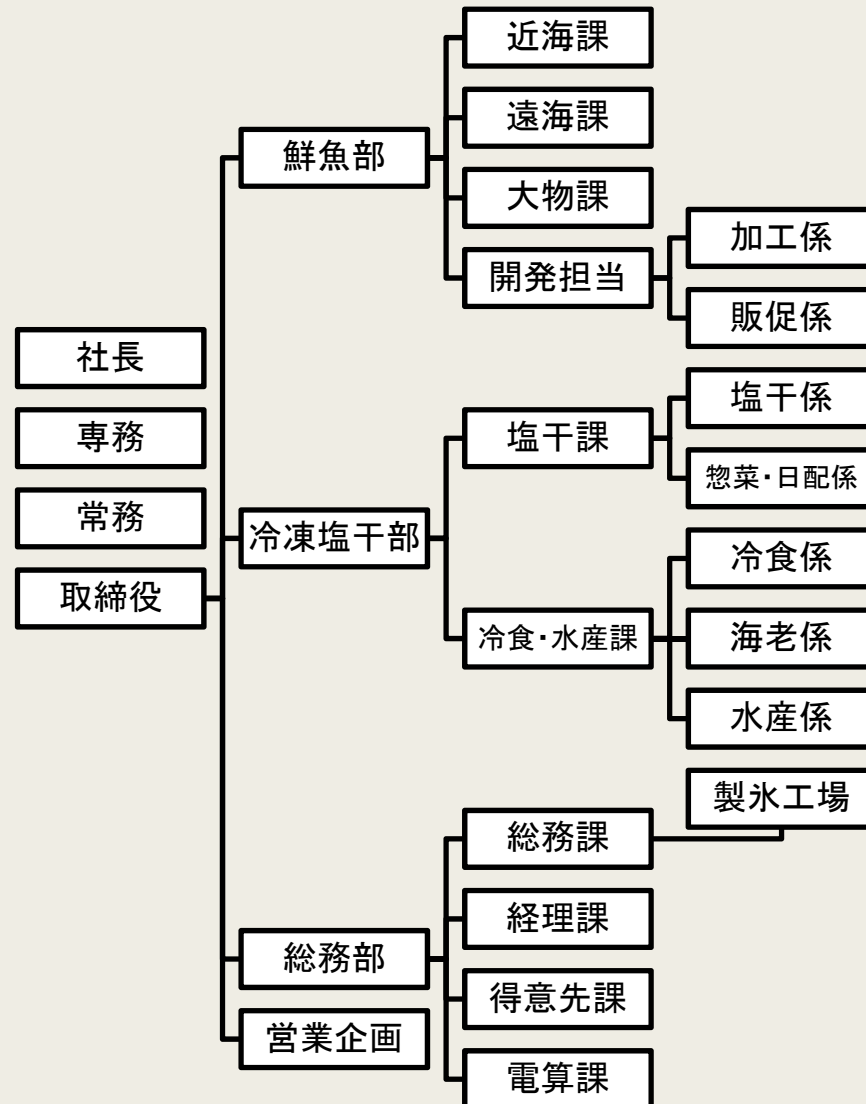 社長
専務
常務
取締役
鮮魚部
近海課
遠海課
大物課
開発担当
加工係
販促係
冷凍塩干部
塩干課
塩干係
惣菜・日配係
冷食・水産課
冷食係
海老係
水産係
総務部
総務課
製氷工場
経理課
得意先課
電算課
営業企画